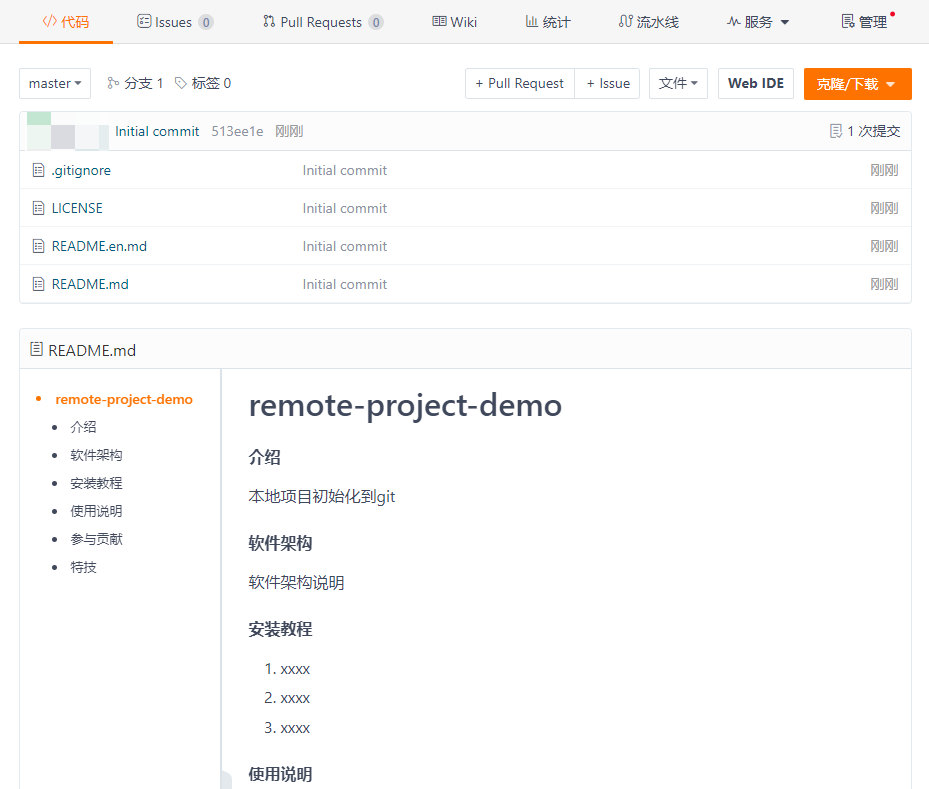 代码 Issues 0 Pull Requests 0 Wiki 统计 流水线 服务 管理
master 分支 1 标签 0 + Pull Request + Issue 文件 Web IDE 克隆/下载
Initial commit 513ee1e 刚刚 1 次提交
.gitignore Initial commit 刚刚
LICENSE Initial commit 刚刚
README.en.md Initial commit 刚刚
README.md Initial commit 刚刚
README.md
remote-project-demo
介绍
软件架构
安装教程
使用说明
参与贡献
特技
remote-project-demo
介绍
本地项目初始化到git
软件架构
软件架构说明
安装教程
1. xxxx
2. xxxx
3. xxxx
使用说明